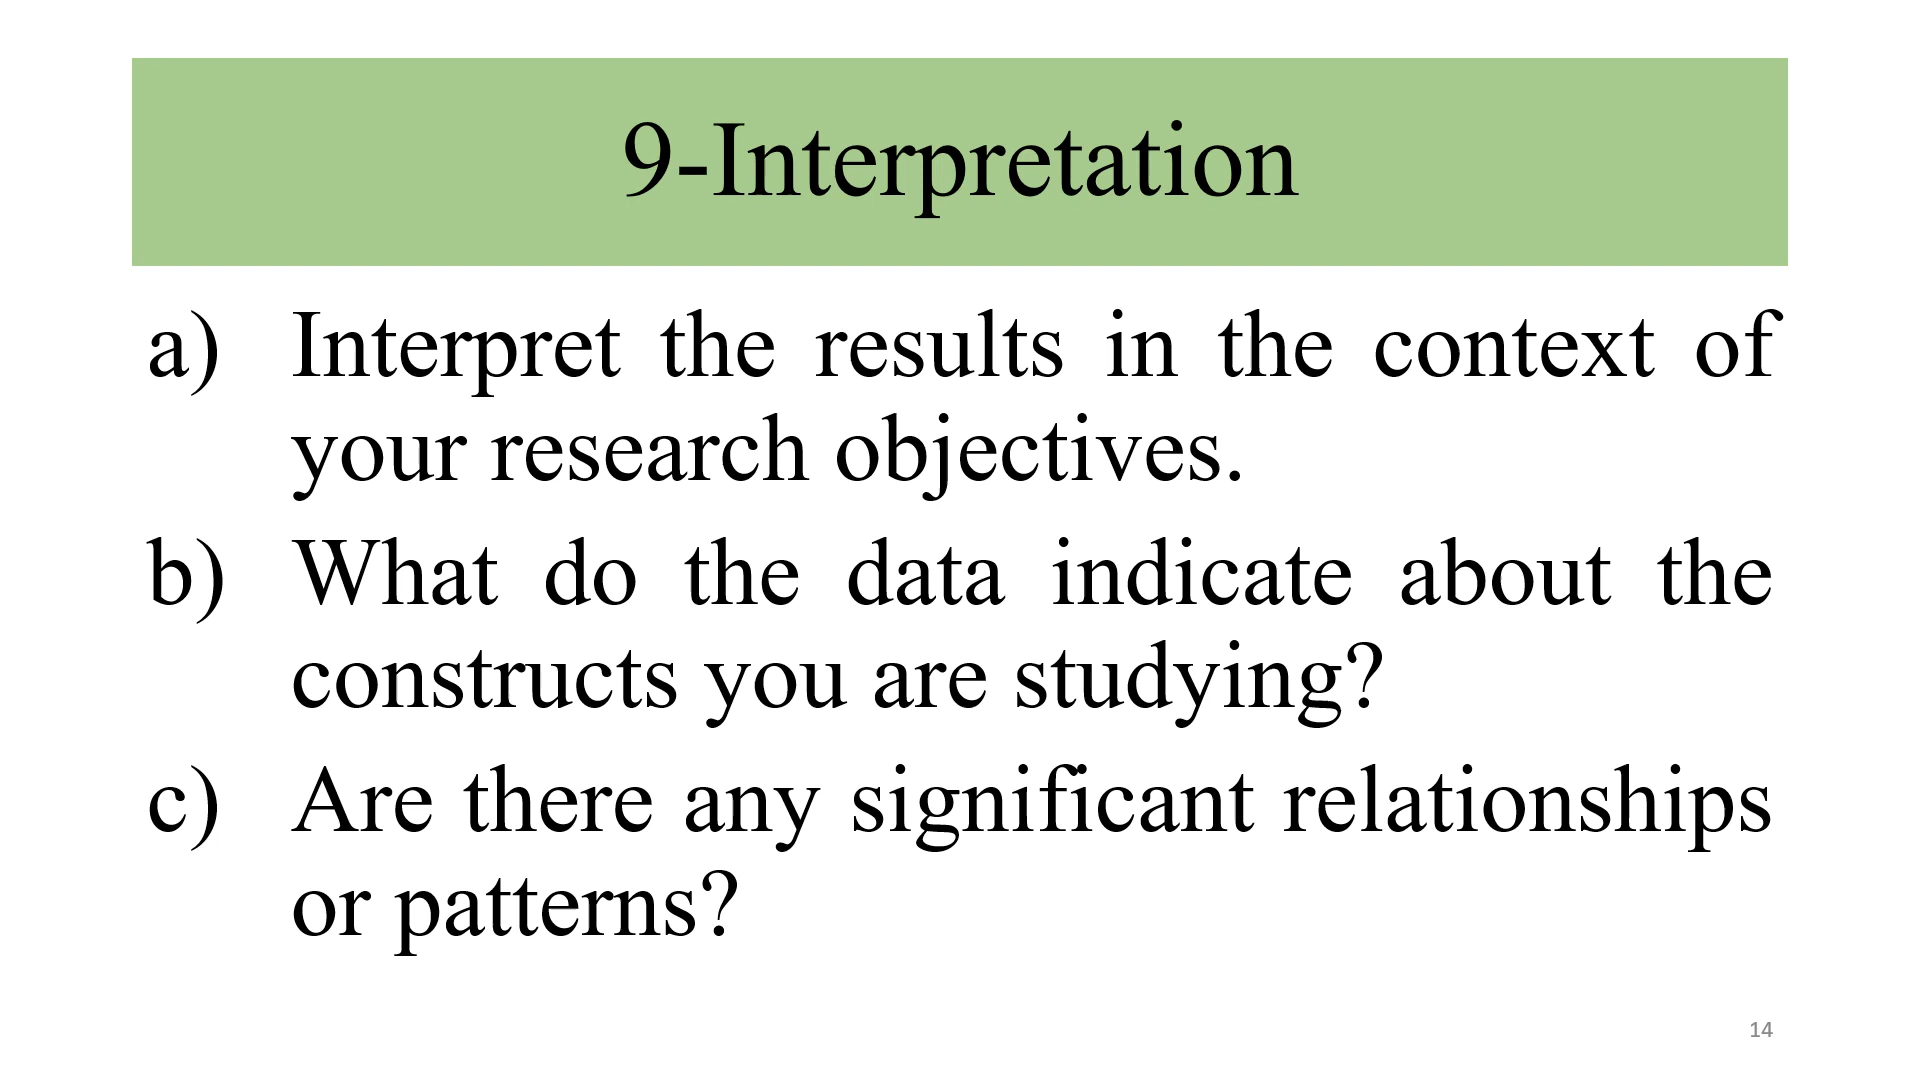 9-Interpretation
a) Interpret the results in the context of
your research objectives.
b) What do the data indicate about the
constructs you are studying?
c) Are there any significant relationships
or patterns?
14